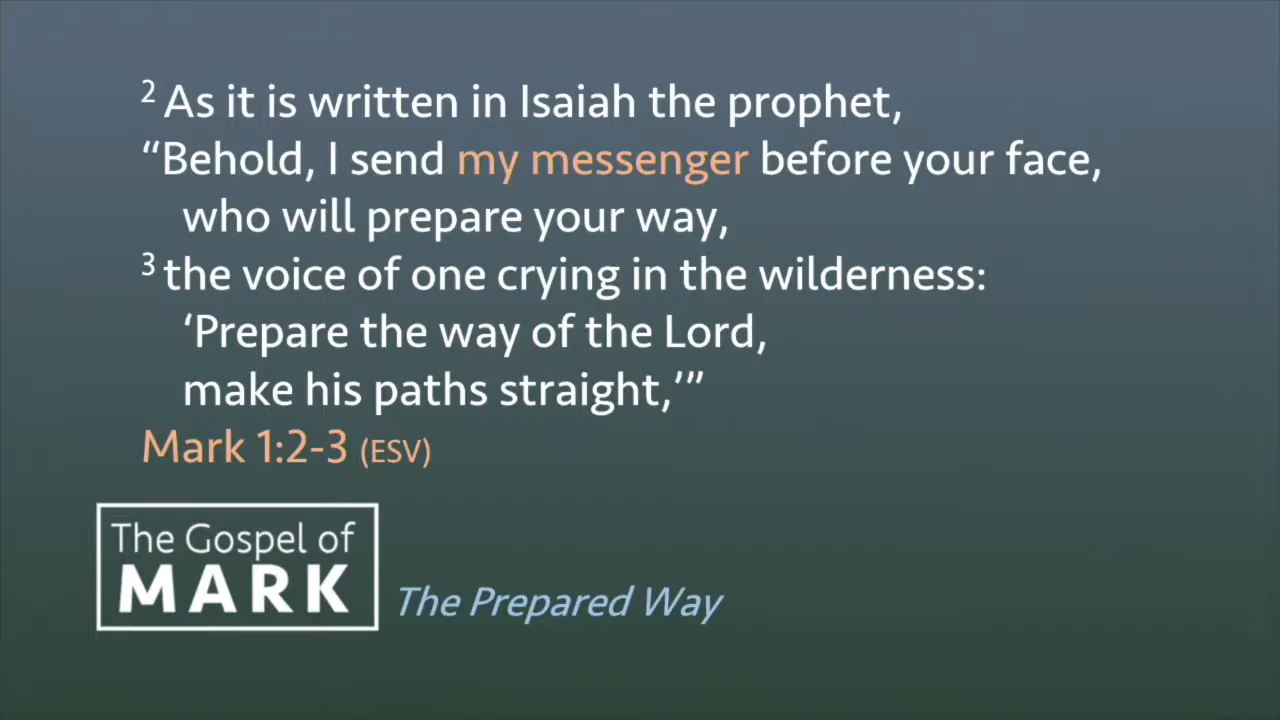 2 As it is written in Isaiah the prophet,
“Behold, I send my messenger before your face,
who will prepare your way,
3 the voice of one crying in the wilderness:
‘Prepare the way of the Lord,
make his paths straight,’”
Mark 1:2-3 (ESV)
The Gospel of
MARK
The Prepared Way